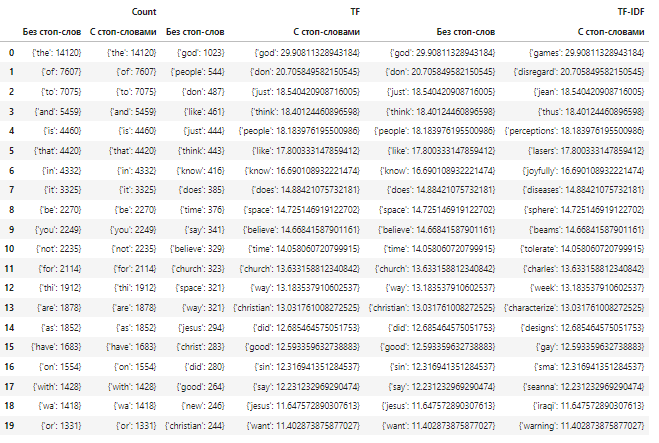 Count TF TF-IDF
Без стоп-слов С стоп-словами Без стоп-слов С стоп-словами Без стоп-слов С стоп-словами
0 {'the': 14120} {'the': 14120} {'god': 1023} {'god': 29.90811328943184} {'god': 29.90811328943184} {'games': 29.90811328943184}
1 {'of': 7607} {'of': 7607} {'people': 544} {'don': 20.705849582150545} {'don': 20.705849582150545} {'disregard': 20.705849582150545}
2 {'to': 7075} {'to': 7075} {'don': 487} {'just': 18.540420908716005} {'just': 18.540420908716005} {'jean': 18.540420908716005}
3 {'and': 5459} {'and': 5459} {'like': 461} {'think': 18.40124460896598} {'think': 18.40124460896598} {'thus': 18.40124460896598}
4 {'is': 4460} {'is': 4460} {'just': 444} {'people': 18.183976195500986} {'people': 18.183976195500986} {'perceptions': 18.183976195500986}
5 {'that': 4420} {'that': 4420} {'think': 443} {'like': 17.800333147859412} {'like': 17.800333147859412} {'lasers': 17.800333147859412}
6 {'in': 4332} {'in': 4332} {'know': 416} {'know': 16.690108932221474} {'know': 16.690108932221474} {'joyfully': 16.690108932221474}
7 {'it': 3325} {'it': 3325} {'does': 385} {'does': 14.88421075732181} {'does': 14.88421075732181} {'diseases': 14.88421075732181}
8 {'be': 2270} {'be': 2270} {'time': 376} {'space': 14.725146919122702} {'space': 14.725146919122702} {'sphere': 14.725146919122702}
9 {'you': 2249} {'you': 2249} {'say': 341} {'believe': 14.66841587901161} {'believe': 14.66841587901161} {'beams': 14.66841587901161}
10 {'not': 2235} {'not': 2235} {'believe': 329} {'time': 14.058060720799915} {'time': 14.058060720799915} {'tolerate': 14.058060720799915}
11 {'for': 2114} {'for': 2114} {'church': 323} {'church': 13.633158812340842} {'church': 13.633158812340842} {'charles': 13.633158812340842}
12 {'thi': 1912} {'thi': 1912} {'space': 321} {'way': 13.183537910602537} {'way': 13.183537910602537} {'week': 13.183537910602537}
13 {'are': 1878} {'are': 1878} {'way': 321} {'christian': 13.031761008272525} {'christian': 13.031761008272525} {'characterize': 13.031761008272525}
14 {'as': 1852} {'as': 1852} {'jesus': 294} {'did': 12.685464575051753} {'did': 12.685464575051753} {'designs': 12.685464575051753}
15 {'have': 1683} {'have': 1683} {'christ': 283} {'good': 12.593359632738883} {'good': 12.593359632738883} {'gay': 12.593359632738883}
16 {'on': 1554} {'on': 1554} {'did': 280} {'sin': 12.316941351284537} {'sin': 12.316941351284537} {'sma': 12.316941351284537}
17 {'with': 1428} {'with': 1428} {'good': 264} {'say': 12.231232969290474} {'say': 12.231232969290474} {'seanna': 12.231232969290474}
18 {'wa': 1418} {'wa': 1418} {'new': 246} {'jesus': 11.647572890307613} {'jesus': 11.647572890307613} {'iraqi': 11.647572890307613}
19 {'or': 1331} {'or': 1331} {'christian': 244} {'want': 11.402873875877027} {'want': 11.402873875877027} {'warning': 11.402873875877027}